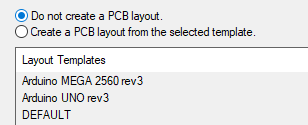 Do not create a PCB layout.
Create a PCB layout from the selected template.
Layout Templates
Arduino MEGA 2560 rev3
Arduino UNO rev3
DEFAULT